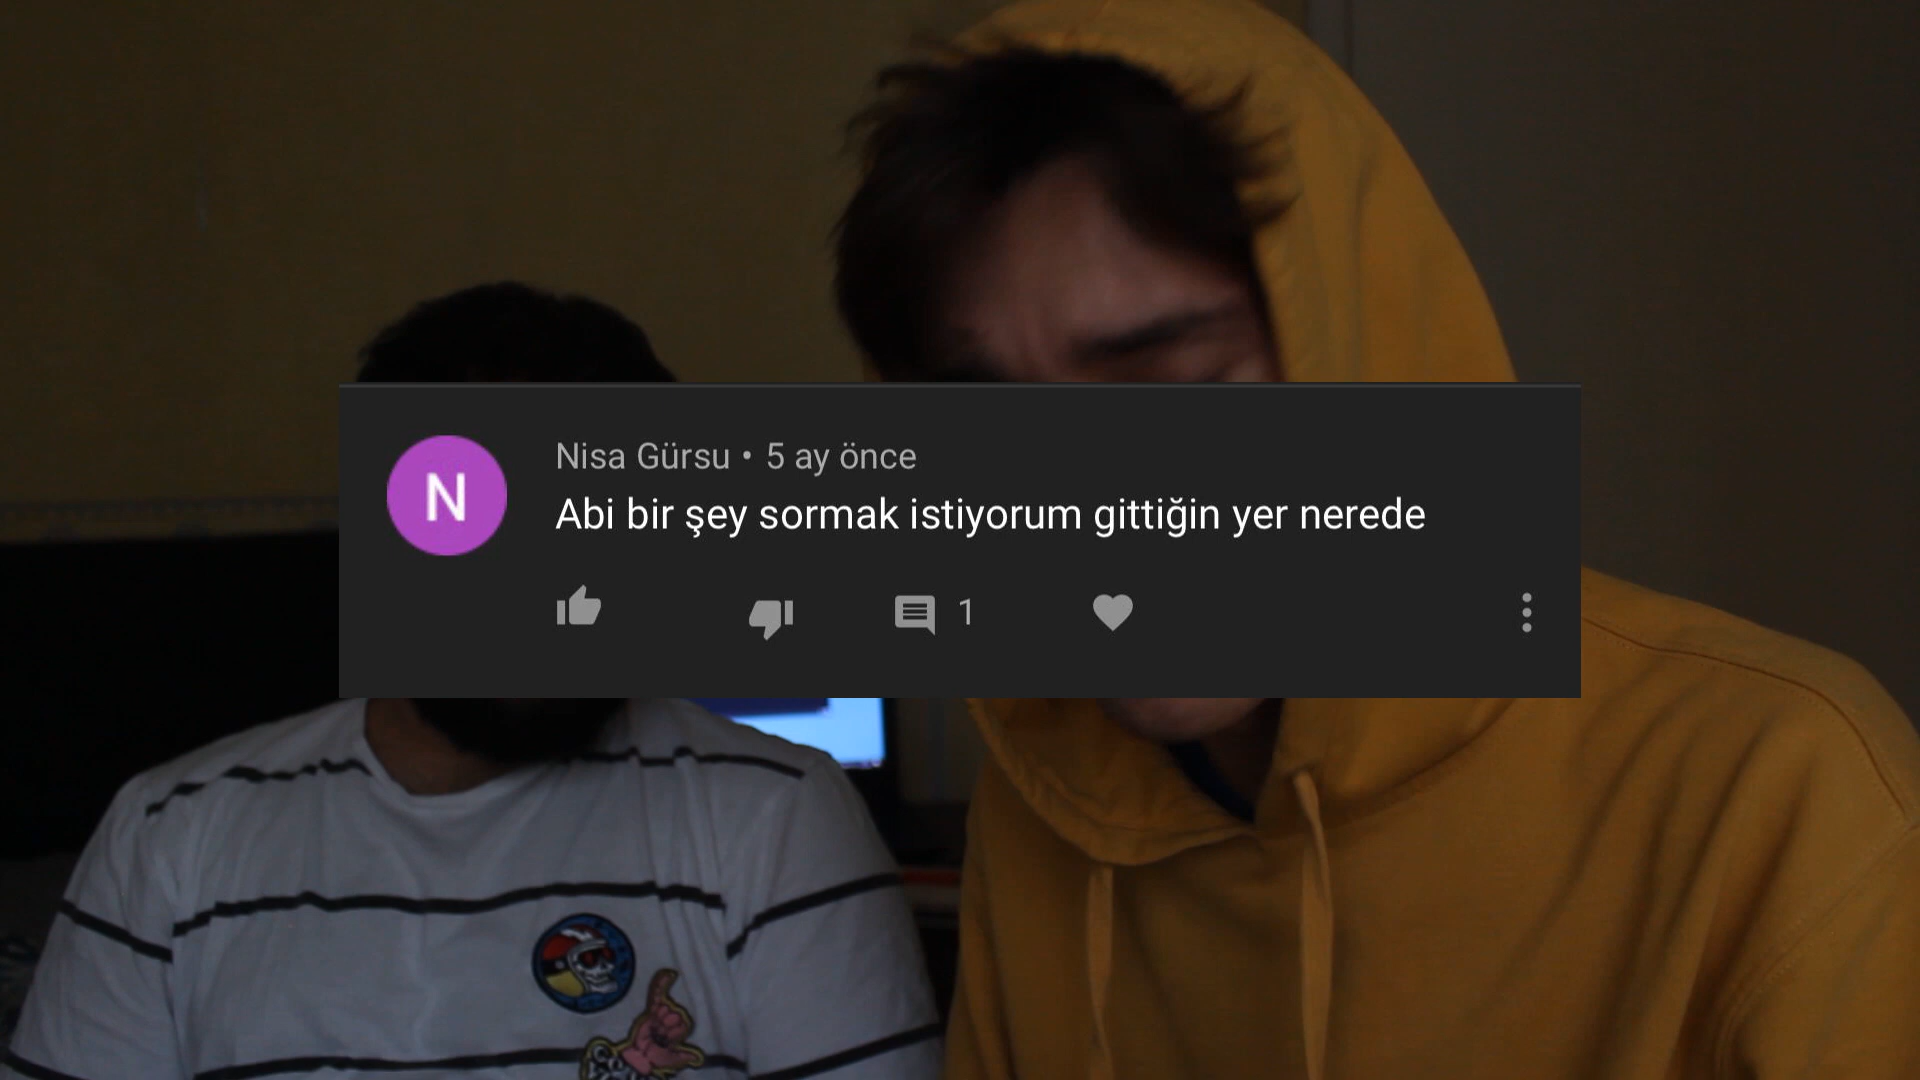 N
Nisa Gürsu • 5 ay önce
Abi bir şey sormak istiyorum gittiğin yer nerede
1